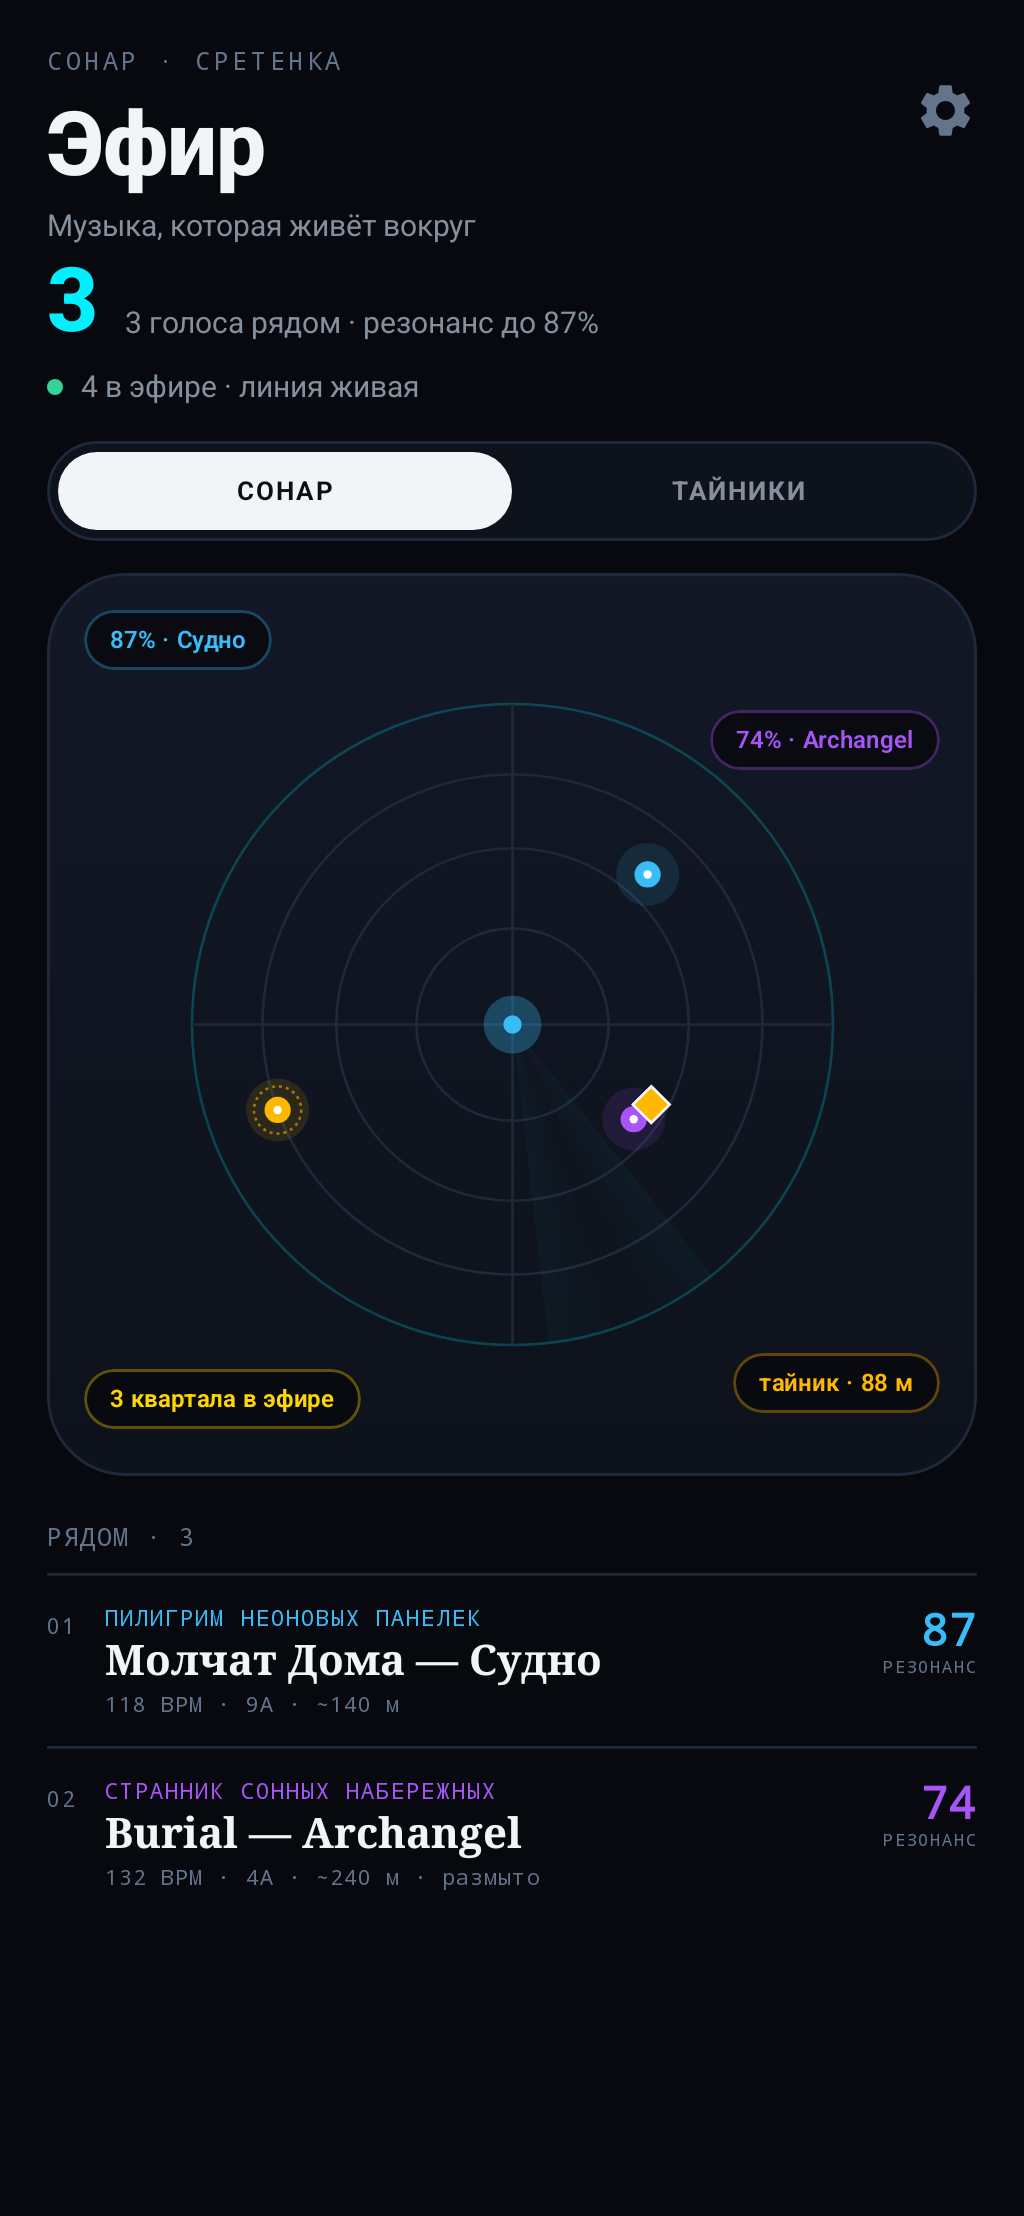 СОНАР · СРЕТЕНКА
Эфир
Музыка, которая живёт вокруг
3 3 голоса рядом · резонанс до 87%
4 в эфире · линия живая
СОНАР ТАЙНИКИ
87% · Судно
74% · Archangel
3 квартала в эфире
тайник · 88 м
РЯДОМ · 3
01 ПИЛИГРИМ НЕОНОВЫХ ПАНЕЛЕК 87
Молчат Дома — Судно
РЕЗОНАНС
118 BPM · 9A · ~140 м
02 СТРАННИК СОННЫХ НАБЕРЕЖНЫХ 74
Burial — Archangel
РЕЗОНАНС
132 BPM · 4A · ~240 м · размыто